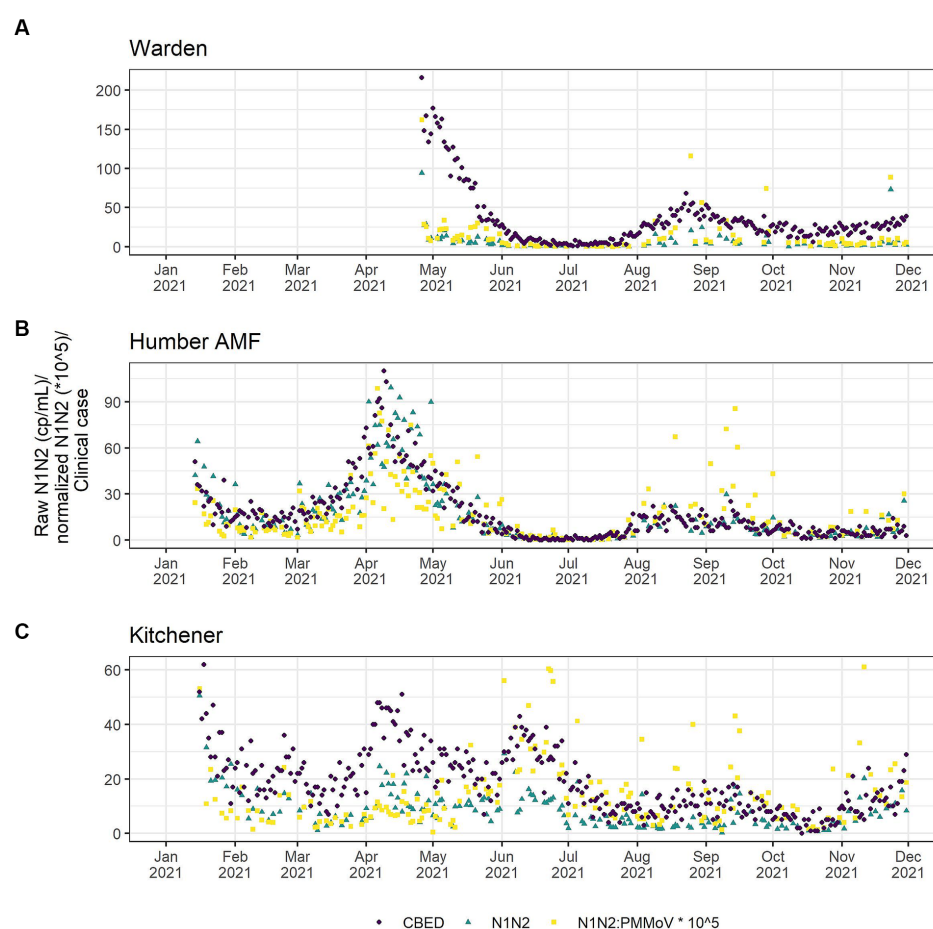 A
Warden
200
150
100
50
0
Jan Feb Mar Apr May Jun Jul Aug Sep Oct Nov Dec
2021 2021 2021 2021 2021 2021 2021 2021 2021 2021 2021 2021
B
Humber AMF
Raw N1N2 (cp/mL)/
normalized N1N2 (*10^5)/
Clinical case
90
60
30
0
Jan Feb Mar Apr May Jun Jul Aug Sep Oct Nov Dec
2021 2021 2021 2021 2021 2021 2021 2021 2021 2021 2021 2021
C
Kitchener
60
40
20
0
Jan Feb Mar Apr May Jun Jul Aug Sep Oct Nov Dec
2021 2021 2021 2021 2021 2021 2021 2021 2021 2021 2021 2021
CBED N1N2 N1N2:PMMoV * 10^5